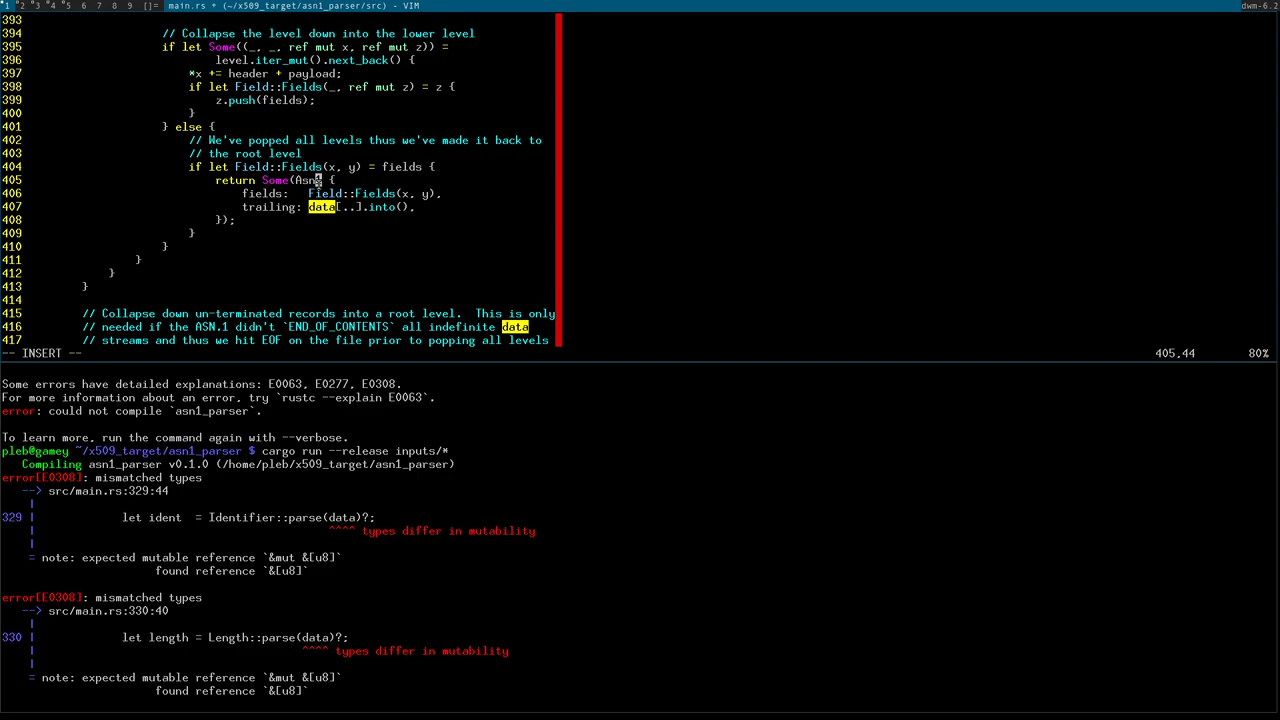 1 2 3 4 5 6 7 8 9 []= main.rs + (~/x509_target/asn1_parser/src) - VIM dwm-6.2
393
394 // Collapse the level down into the lower level
395 if let Some((_, _, ref mut x, ref mut z)) =
396 level.iter_mut().next_back() {
397 *x += header + payload;
398 if let Field::Fields(_, ref mut z) = z {
399 z.push(fields);
400 }
401 } else {
402 // We've popped all levels thus we've made it back to
403 // the root level
404 if let Field::Fields(x, y) = fields {
405 return Some(Asn1 {
406 fields: Field::Fields(x, y),
407 trailing: data[..].into(),
408 });
409 }
410 }
411 }
412 }
413 }
414
415 // Collapse down un-terminated records into a root level. This is only
416 // needed if the ASN.1 didn't `END_OF_CONTENTS` all indefinite data
417 // streams and thus we hit EOF on the file prior to popping all levels
-- INSERT -- 405,44 80%
Some errors have detailed explanations: E0063, E0277, E0308.
For more information about an error, try `rustc --explain E0063`.
error: could not compile `asn1_parser`.
To learn more, run the command again with --verbose.
pleb@gamey ~/x509_target/asn1_parser $ cargo run --release inputs/*
Compiling asn1_parser v0.1.0 (/home/pleb/x509_target/asn1_parser)
error[E0308]: mismatched types
--> src/main.rs:329:44
|
329 | let ident = Identifier::parse(data)?;
| ^^^^ types differ in mutability
|
= note: expected mutable reference `&mut &[u8]`
found reference `&[u8]`
error[E0308]: mismatched types
--> src/main.rs:330:40
|
330 | let length = Length::parse(data)?;
| ^^^^ types differ in mutability
|
= note: expected mutable reference `&mut &[u8]`
found reference `&[u8]`